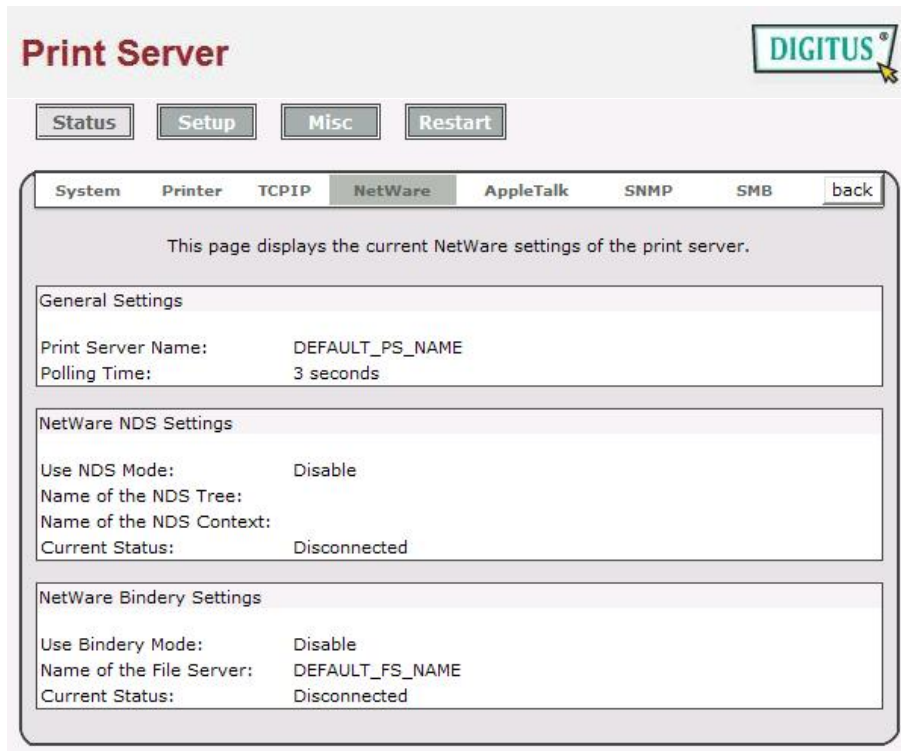 Print Server
DIGITUS®
Status Setup Misc Restart
System Printer TCPIP NetWare AppleTalk SNMP SMB back
This page displays the current NetWare settings of the print server.
General Settings
Print Server Name: DEFAULT_PS_NAME
Polling Time: 3 seconds
NetWare NDS Settings
Use NDS Mode: Disable
Name of the NDS Tree:
Name of the NDS Context:
Current Status: Disconnected
NetWare Bindery Settings
Use Bindery Mode: Disable
Name of the File Server: DEFAULT_FS_NAME
Current Status: Disconnected